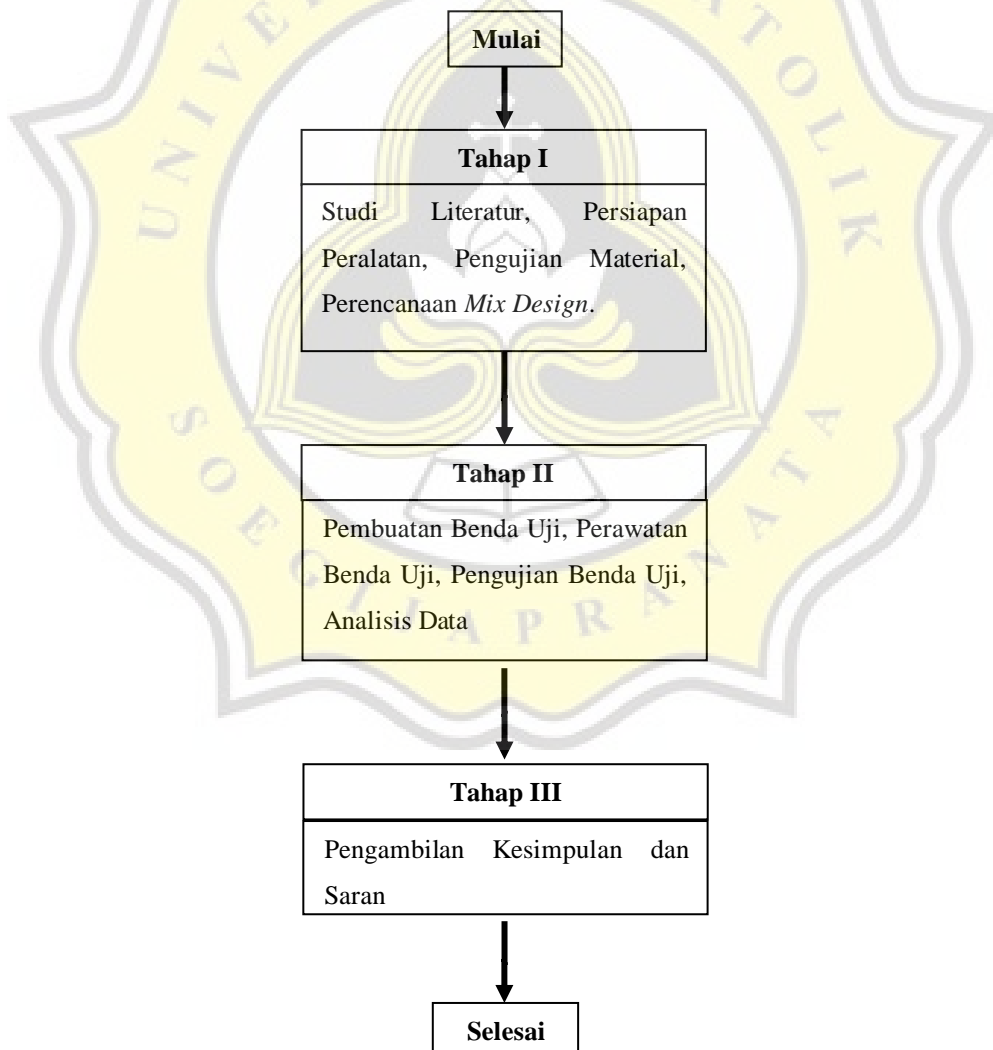 Mulai
Tahap I
Studi Literatur, Persiapan
Peralatan, Pengujian Material,
Perencanaan Mix Design.
Tahap II
Pembuatan Benda Uji, Perawatan
Benda Uji, Pengujian Benda Uji,
Analisis Data
Tahap III
Pengambilan Kesimpulan dan
Saran
Selesai
SOEGIJAPRANATA